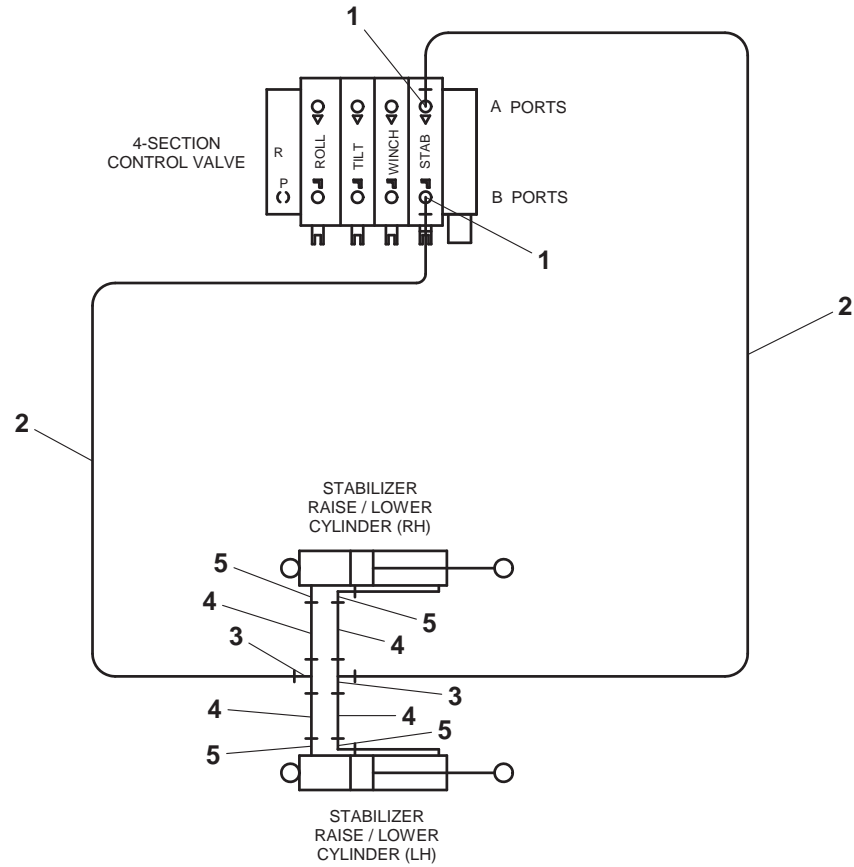 1
A PORTS
4-SECTION
CONTROL VALVE
R
P
ROLL
TILT
WINCH
STAB
B PORTS
1
2
2
STABILIZER
RAISE / LOWER
CYLINDER (RH)
5
5
4
4
3
3
4
4
5
5
STABILIZER
RAISE / LOWER
CYLINDER (LH)